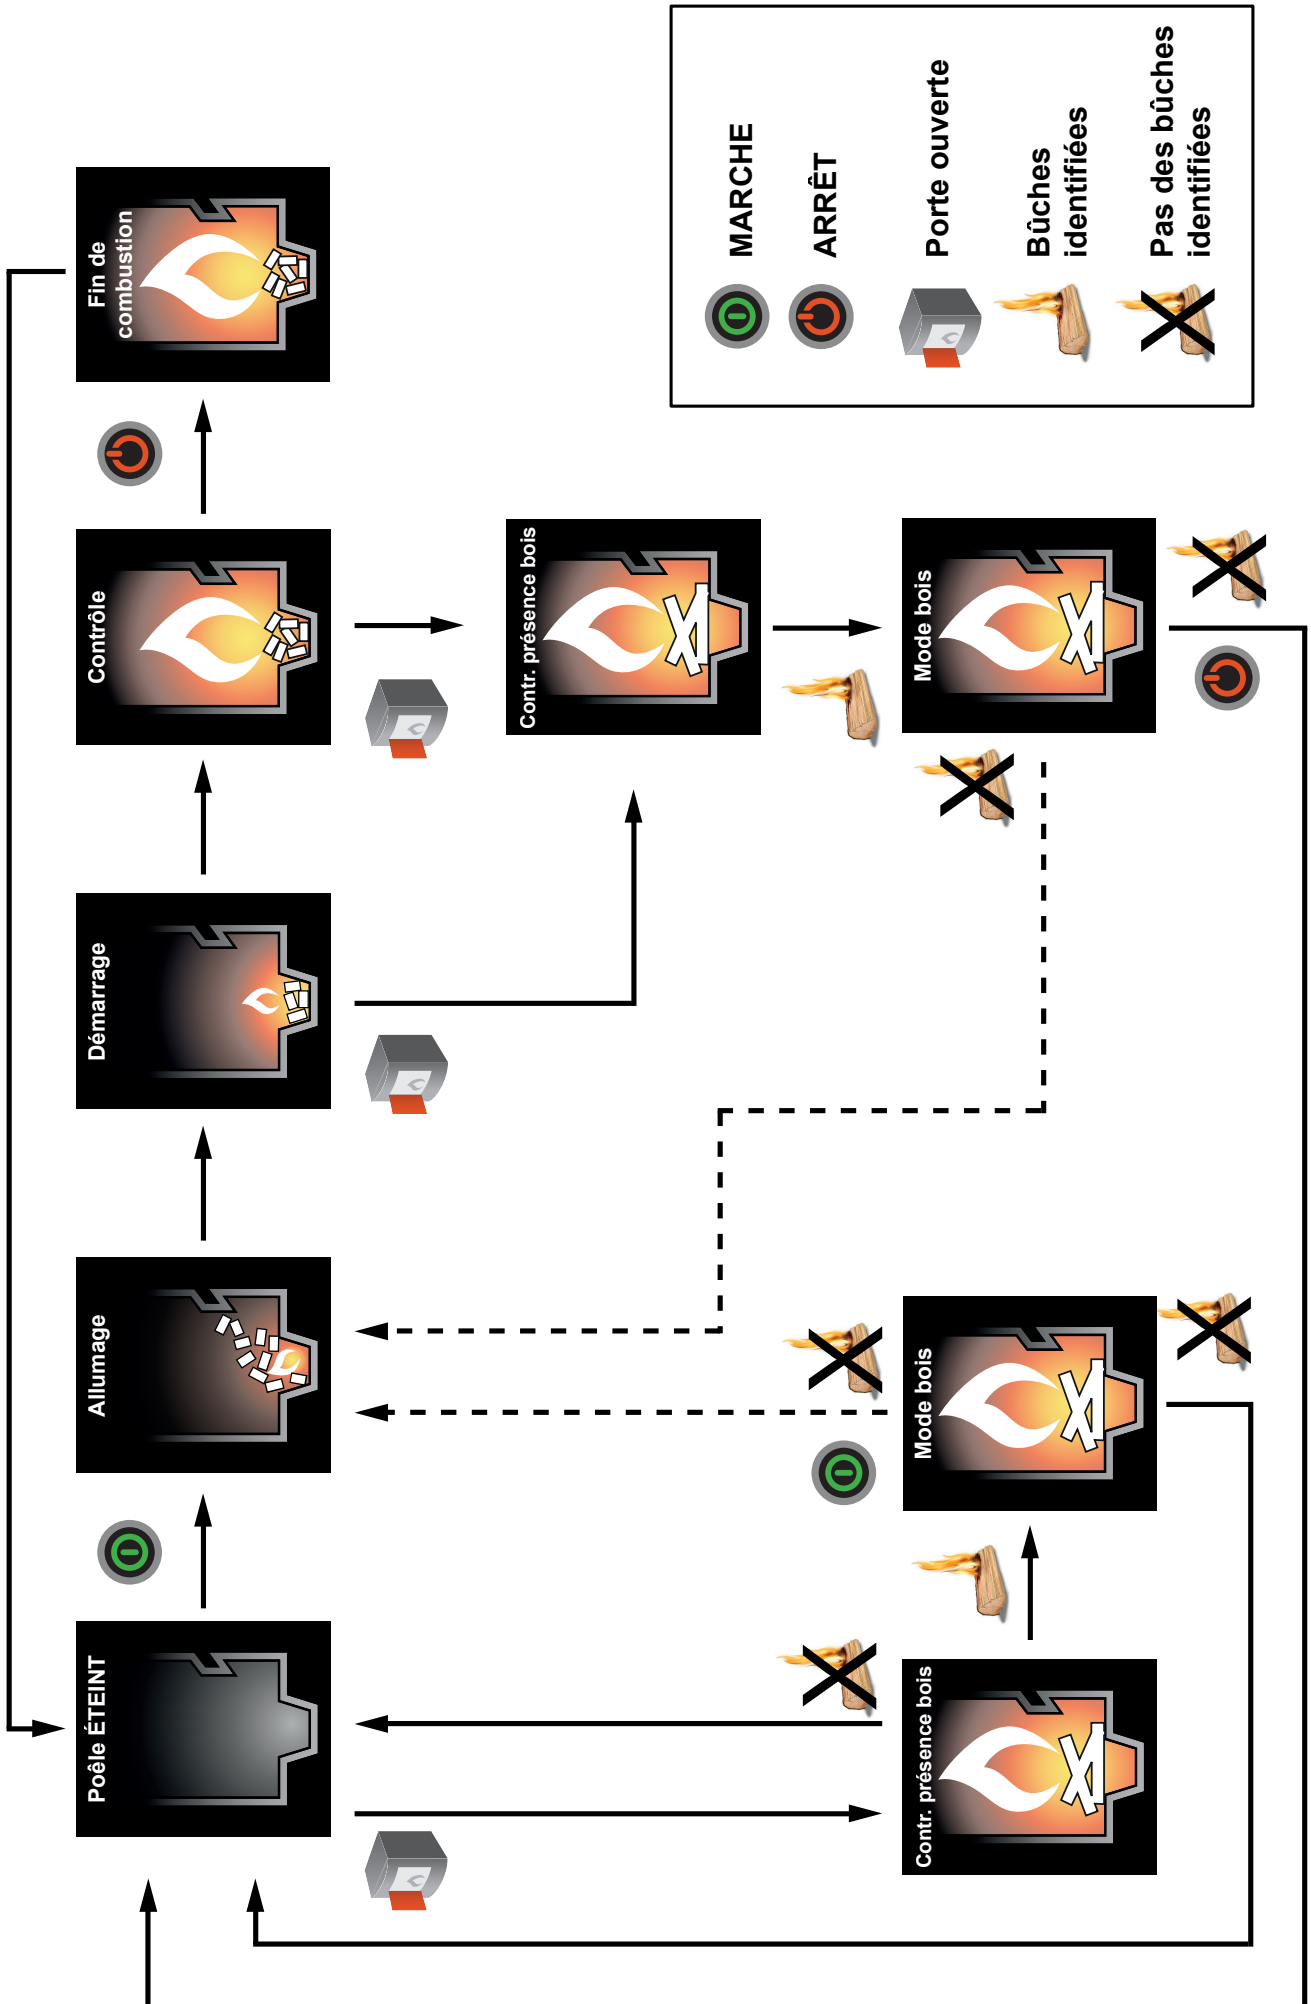 Poêle ÉTEINT
Allumage
Démarrage
Contrôle
Fin de
combustion
Contr. présence bois
Mode bois
Contr. présence bois
Mode bois
MARCHE
ARRÊT
Porte ouverte
Bûches
identifiées
Pas des bûches
identifiées